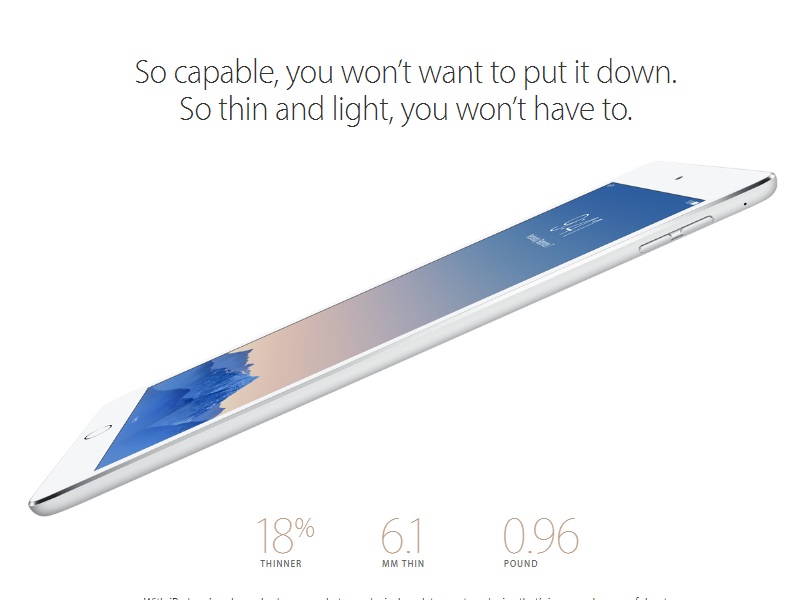 So capable, you won't want to put it down.
So thin and light, you won't have to.
18% 6.1 0.96
THINNER MM THIN POUND